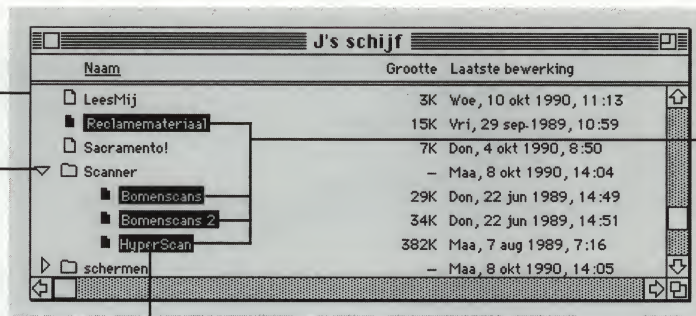 J's schijf
Naam Grootte Laatste bewerking
LeesMij 3K Woe, 10 okt 1990, 11:13
Reclamemateriaal 15K Vri, 29 sep 1989, 10:59
Sacramento! 7K Don, 4 okt 1990, 8:50
Scanner – Maa, 8 okt 1990, 14:04
Bomenscans 29K Don, 22 jun 1989, 14:49
Bomenscans 2 34K Don, 22 jun 1989, 14:51
HyperScan 382K Maa, 7 aug 1989, 7:16
schermen – Maa, 8 okt 1990, 14:05